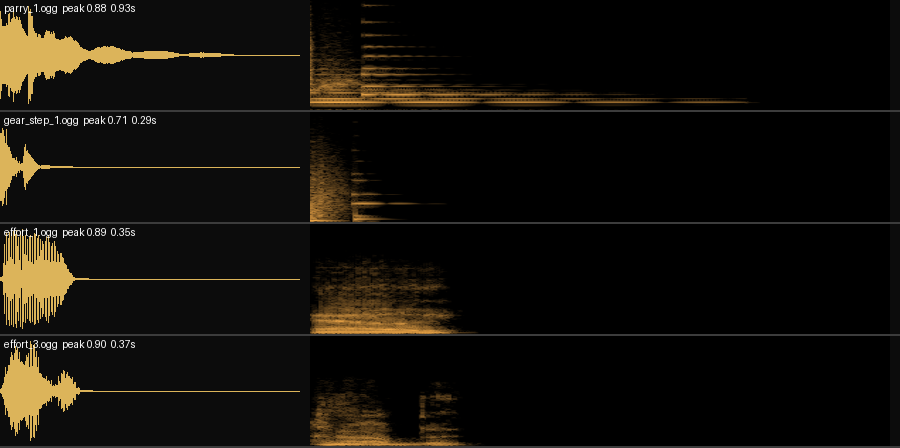 parry_1.ogg peak 0.88 0.93s
gear_step_1.ogg peak 0.71 0.29s
effort_1.ogg peak 0.89 0.35s
effort_3.ogg peak 0.90 0.37s